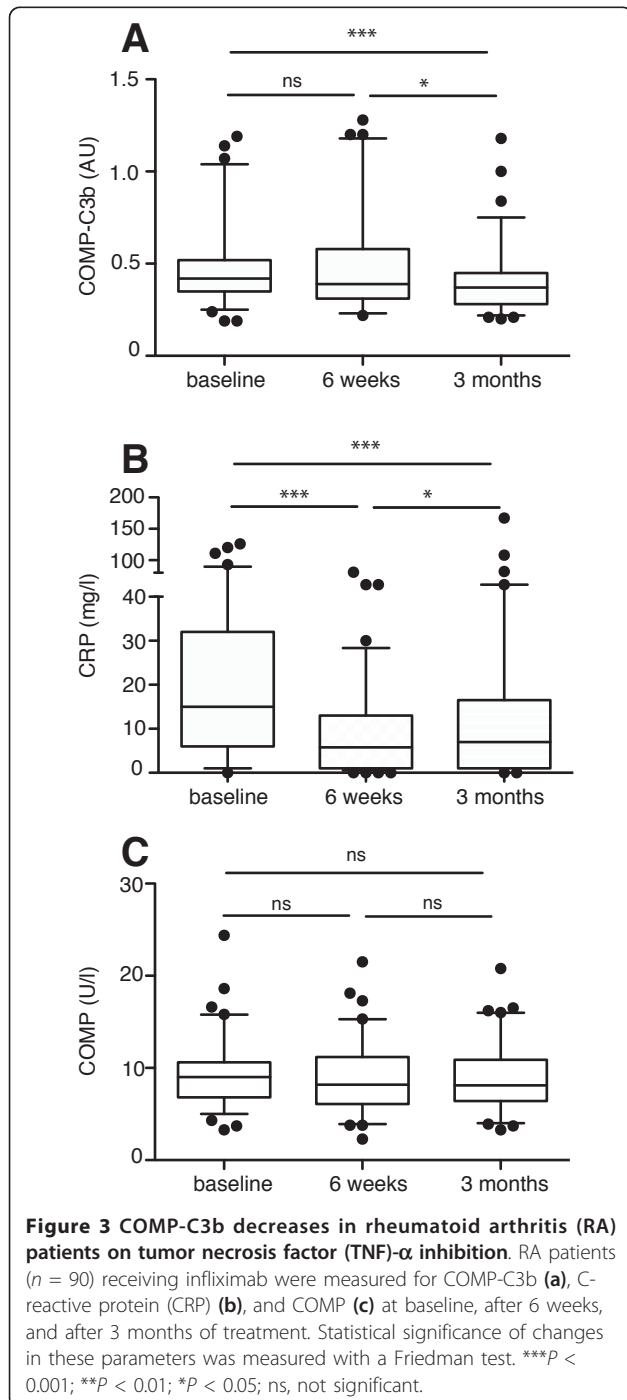 A
***
ns *
1.5
1.0
0.5
0
COMP-C3b (AU)
baseline 6 weeks 3 months
B
***
*** *
200
150
100
40
30
20
10
0
CRP (mg/l)
baseline 6 weeks 3 months
C
ns
ns ns
30
20
10
0
COMP (U/l)
baseline 6 weeks 3 months
Figure 3 COMP-C3b decreases in rheumatoid arthritis (RA)
patients on tumor necrosis factor (TNF)-α inhibition. RA patients
(n = 90) receiving infliximab were measured for COMP-C3b (a), C-
reactive protein (CRP) (b), and COMP (c) at baseline, after 6 weeks,
and after 3 months of treatment. Statistical significance of changes
in these parameters was measured with a Friedman test. ***P <
0.001; **P < 0.01; *P < 0.05; ns, not significant.